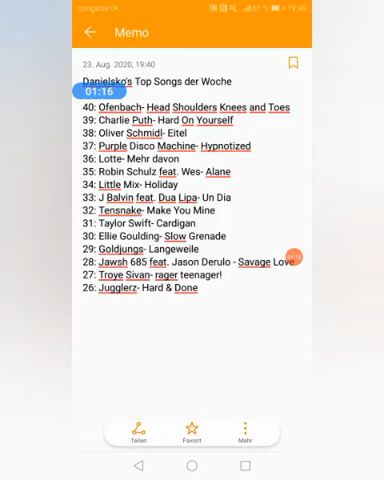 congstar
61 %
19:40
Memo
23. Aug. 2020, 19:40
Danielsko's Top Songs der Woche
01:16
40: Ofenbach- Head Shoulders Knees and Toes
39: Charlie Puth- Hard On Yourself
38: Oliver Schmidl- Eitel
37: Purple Disco Machine- Hypnotized
36: Lotte- Mehr davon
35: Robin Schulz feat. Wes- Alane
34: Little Mix- Holiday
33: J Balvin feat. Dua Lipa- Un Dia
32: Tensnake- Make You Mine
31: Taylor Swift- Cardigan
30: Ellie Goulding- Slow Grenade
29: Goldjungs- Langeweile
28: Jawsh 685 feat. Jason Derulo - Savage Love
27: Troye Sivan- rager teenager!
26: Jugglerz- Hard & Done
Teilen
Favorit
Mehr